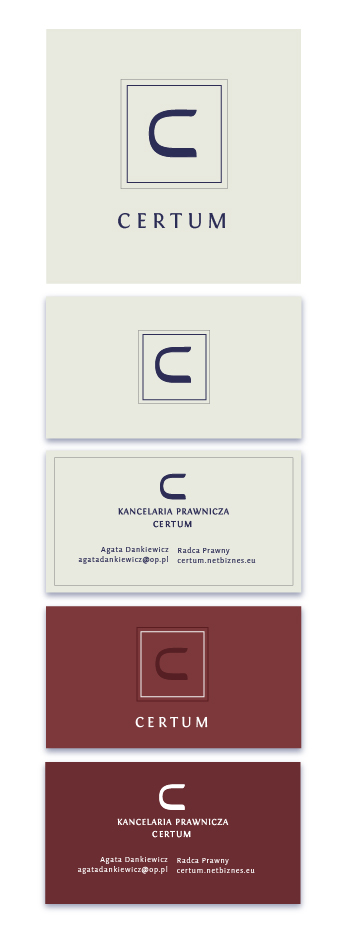 C
CERTUM
C
C
KANCELARIA PRAWNICZA
CERTUM
Agata Dankiewicz Radca Prawny
agatadankiewicz@op.pl certum.netbiznes.eu
C
CERTUM
C
KANCELARIA PRAWNICZA
CERTUM
Agata Dankiewicz Radca Prawny
agatadankiewicz@op.pl certum.netbiznes.eu